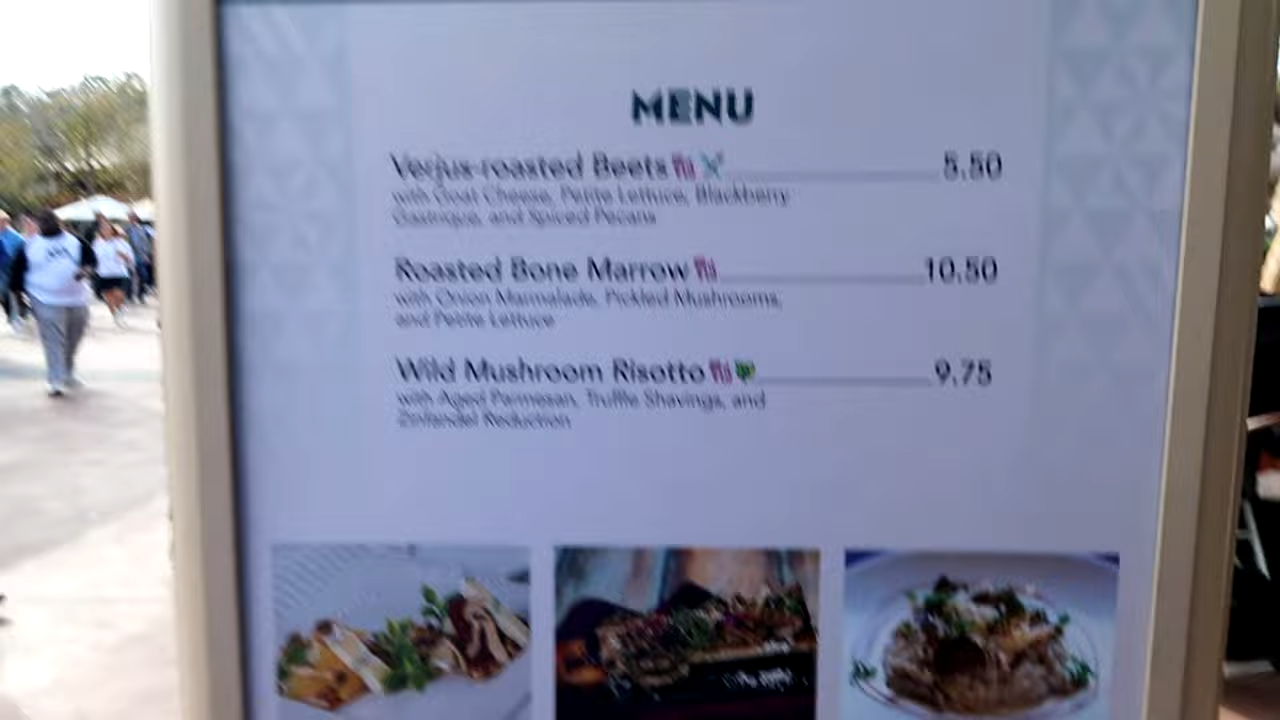 MENU
Verjus-roasted Beets 5.50
with Goat Cheese, Petite Lettuce, Blackberry
Gastrique, and Spiced Pecans
Roasted Bone Marrow 10.50
with Onion Marmalade, Pickled Mushrooms,
and Petite Lettuce
Wild Mushroom Risotto 9.75
with Aged Parmesan, Truffle Shavings, and
Zinfandel Reduction